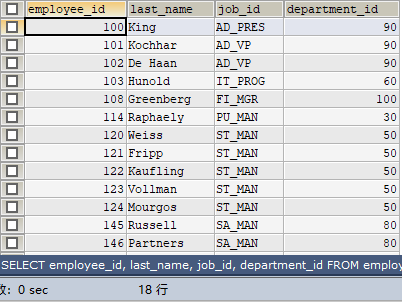 employee_id last_name job_id department_id
100 King AD_PRES 90
101 Kochhar AD_VP 90
102 De Haan AD_VP 90
103 Hunold IT_PROG 60
108 Greenberg FI_MGR 100
114 Raphaely PU_MAN 30
120 Weiss ST_MAN 50
121 Fripp ST_MAN 50
122 Kaufling ST_MAN 50
123 Vollman ST_MAN 50
124 Mourgos ST_MAN 50
145 Russell SA_MAN 80
146 Partners SA_MAN 80
SELECT employee_id, last_name, job_id, department_id FROM employ
数: 0 sec 18 行